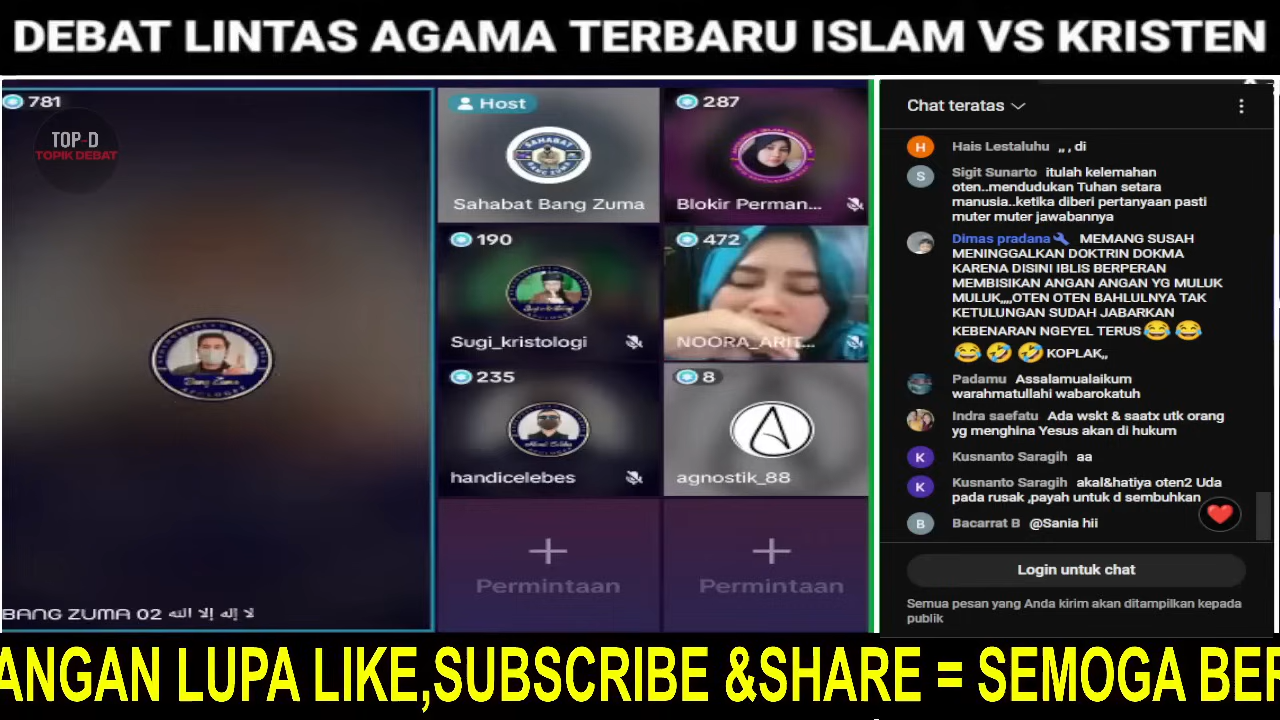 DEBAT LINTAS AGAMA TERBARU ISLAM VS KRISTEN
781
TOP-D
TOPIK DEBAT
Bang Zuma
BANG ZUMA 02 لا إله إلا الله
Host
SAHABAT
BANG ZUMA
Sahabat Bang Zuma
287
Blokir Perman...
190
Sugi_kristologi
472
NOORA_ARIT...
235
handicelebes
8
agnostik_88
Permintaan
Permintaan
Chat teratas
H
Hais Lestaluhu ,, , di
S
Sigit Sunarto itulah kelemahan
oten..mendudukan Tuhan setara
manusia..ketika diberi pertanyaan pasti
muter muter jawabannya
Dimas pradana🔧 MEMANG SUSAH
MENINGGALKAN DOKTRIN DOKMA
KARENA DISINI IBLIS BERPERAN
MEMBISIKAN ANGAN ANGAN YG MULUK
MULUK,,,,OTEN OTEN BAHLULNYA TAK
KETULUNGAN SUDAH JABARKAN
KEBENARAN NGEYEL TERUS😂😂
😂🤣🤣KOPLAK,,
Padamu Assalamualaikum
warahmatullahi wabarokatuh
Indra saefatu Ada wskt & saatx utk orang
yg menghina Yesus akan di hukum
K
Kusnanto Saragih aa
K
Kusnanto Saragih akal&hatiya oten2 Uda
pada rusak ,payah untuk d sembuhkan
B
Bacarrat B @Sania hii
Login untuk chat
Semua pesan yang Anda kirim akan ditampilkan kepada
publik
ANGAN LUPA LIKE,SUBSCRIBE &SHARE = SEMOGA BER